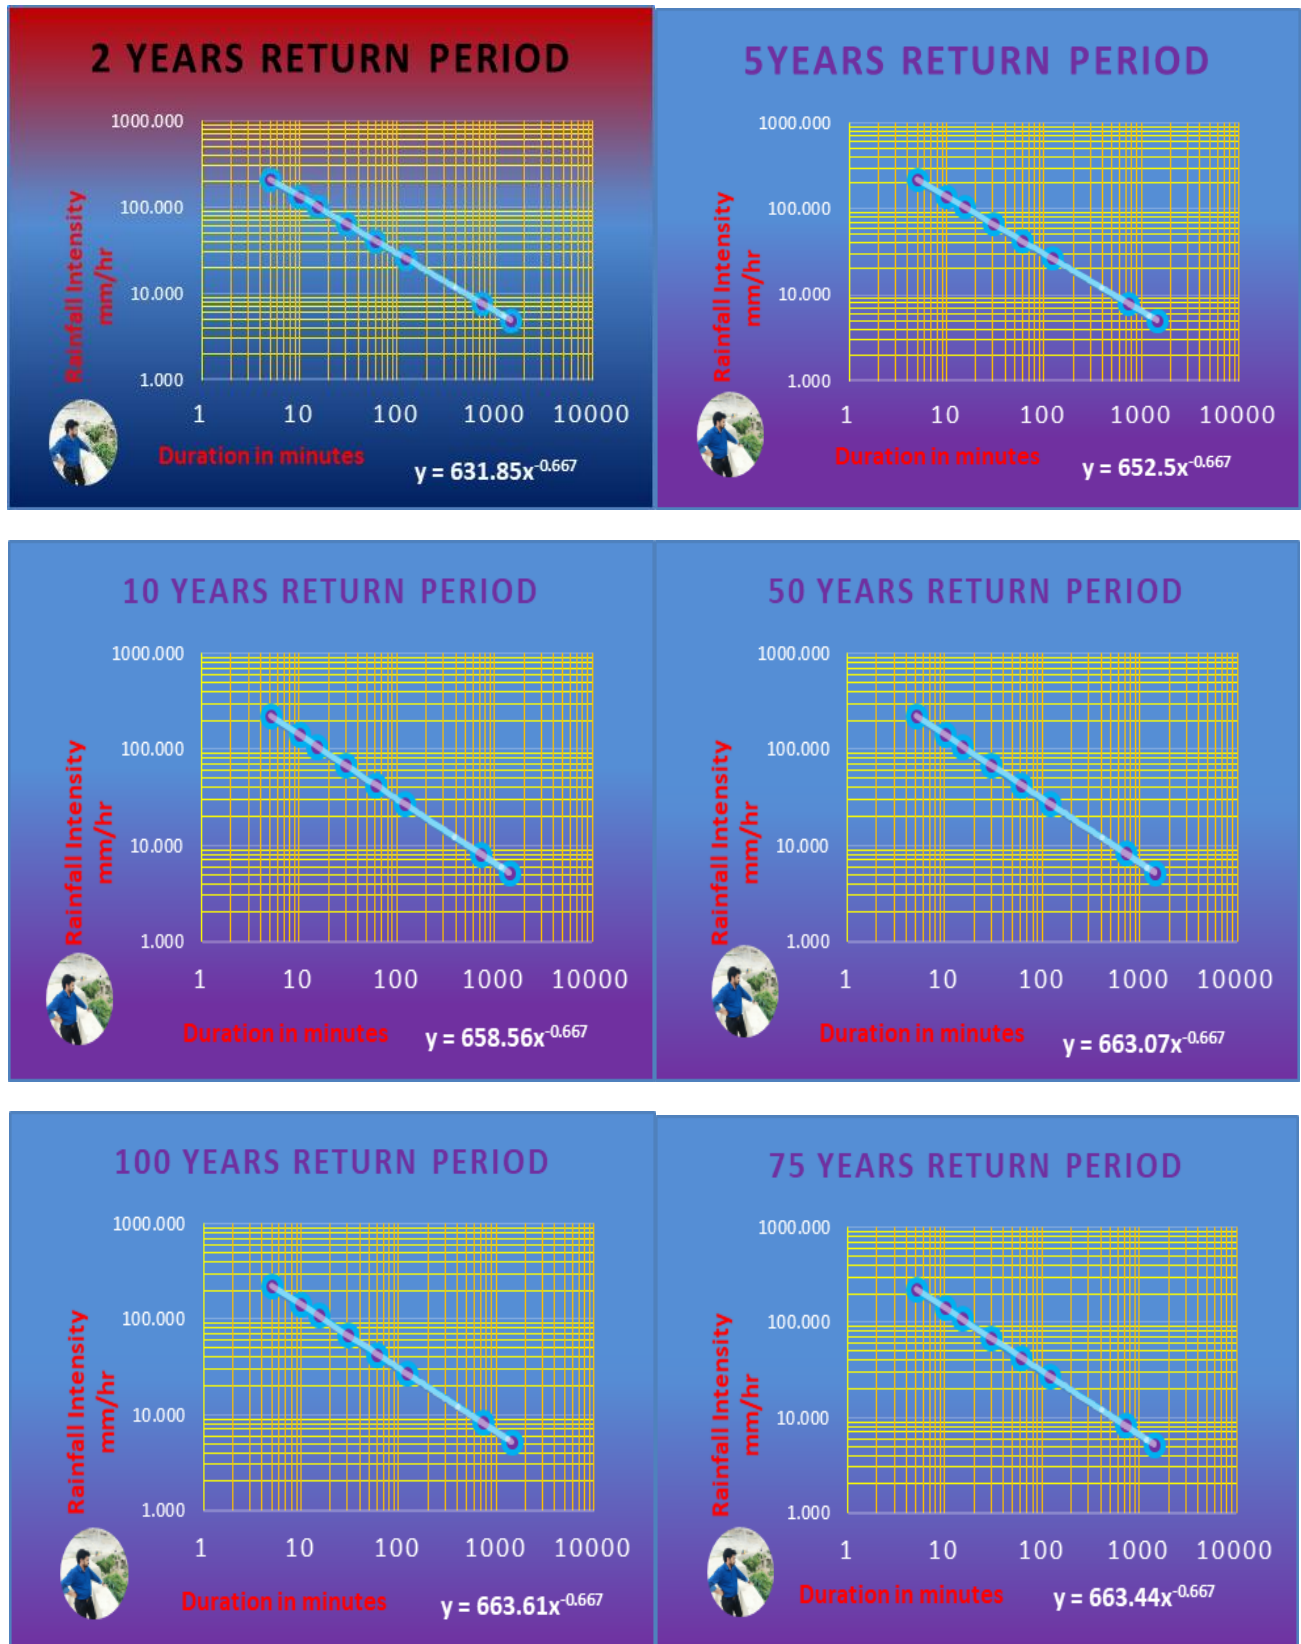 2 YEARS RETURN PERIOD
1000.000
100.000
10.000
1.000
Rainfall Intensity
mm/hr
1 10 100 1000 10000
Duration in minutes
y = 631.85x^-0.667
5YEARS RETURN PERIOD
1000.000
100.000
10.000
1.000
Rainfall Intensity
mm/hr
1 10 100 1000 10000
Duration in minutes
y = 652.5x^-0.667
10 YEARS RETURN PERIOD
1000.000
100.000
10.000
1.000
Rainfall Intensity
mm/hr
1 10 100 1000 10000
Duration in minutes
y = 658.56x^-0.667
50 YEARS RETURN PERIOD
1000.000
100.000
10.000
1.000
Rainfall Intensity
mm/hr
1 10 100 1000 10000
Duration in minutes
y = 663.07x^-0.667
100 YEARS RETURN PERIOD
1000.000
100.000
10.000
1.000
Rainfall Intensity
mm/hr
1 10 100 1000 10000
Duration in minutes
y = 663.61x^-0.667
75 YEARS RETURN PERIOD
1000.000
100.000
10.000
1.000
Rainfall Intensity
mm/hr
1 10 100 1000 10000
Duration in minutes
y = 663.44x^-0.667